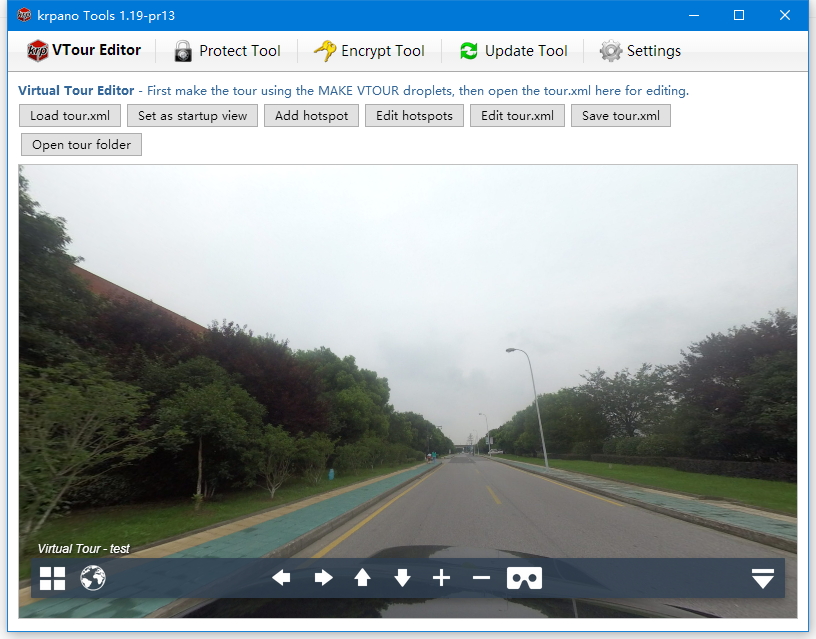 krpano Tools 1.19-pr13
krp VTour Editor Protect Tool Encrypt Tool Update Tool Settings
Virtual Tour Editor - First make the tour using the MAKE VTOUR droplets, then open the tour.xml here for editing.
Load tour.xml Set as startup view Add hotspot Edit hotspots Edit tour.xml Save tour.xml
Open tour folder
Virtual Tour - test